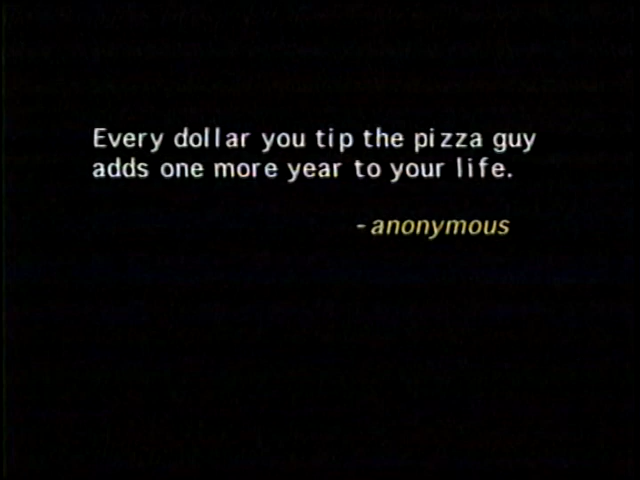 Every dollar you tip the pizza guy
adds one more year to your life.
-anonymous